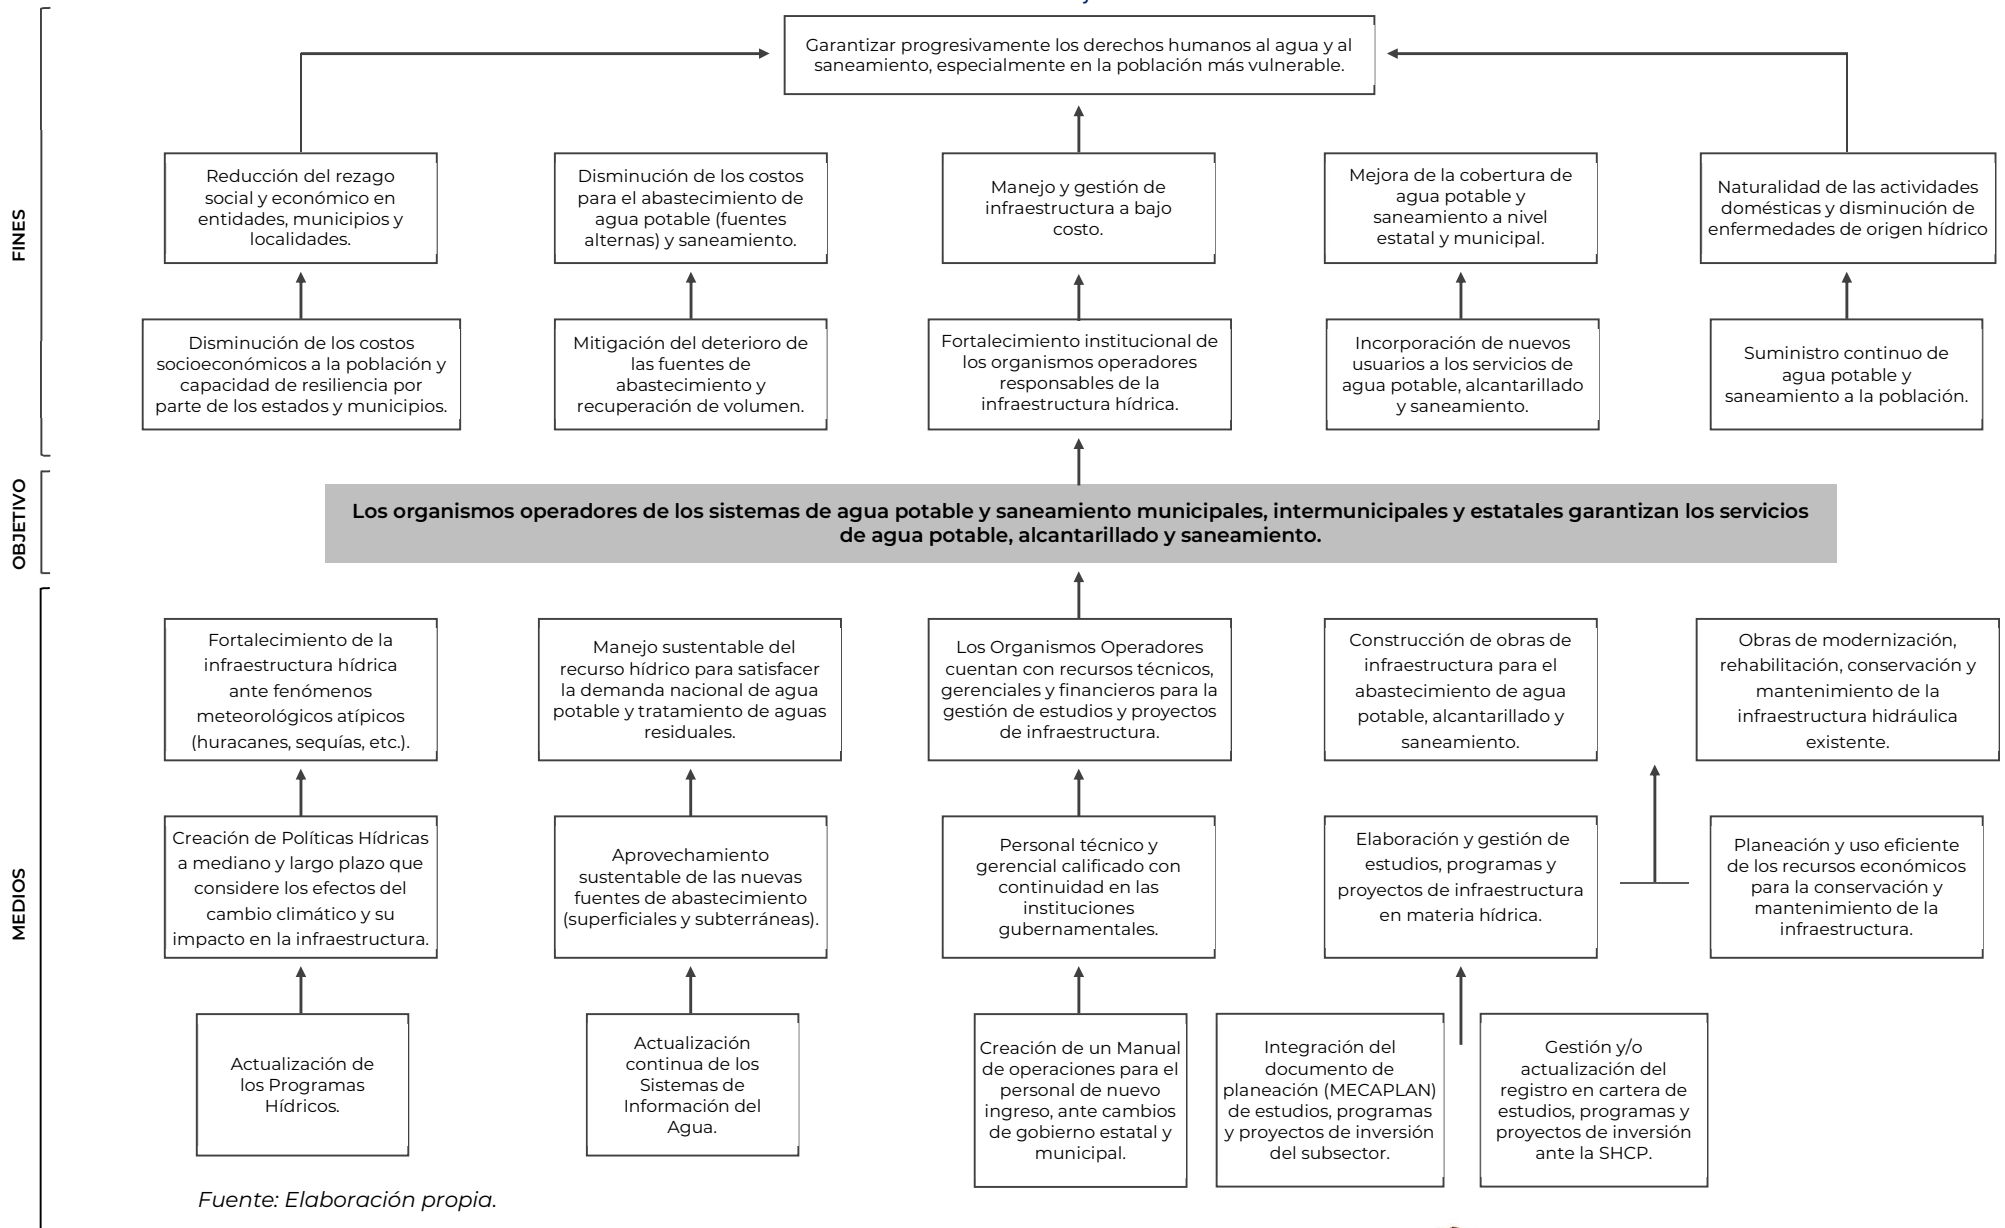 Garantizar progresivamente los derechos humanos al agua y al
saneamiento, especialmente en la población más vulnerable.
FINES
Reducción del rezago
social y económico en
entidades, municipios y
localidades.
Disminución de los costos
para el abastecimiento de
agua potable (fuentes
alternas) y saneamiento.
Manejo y gestión de
infraestructura a bajo
costo.
Mejora de la cobertura de
agua potable y
saneamiento a nivel
estatal y municipal.
Naturalidad de las actividades
domésticas y disminución de
enfermedades de origen hídrico
Disminución de los costos
socioeconómicos a la población y
capacidad de resiliencia por
parte de los estados y municipios.
Mitigación del deterioro de
las fuentes de
abastecimiento y
recuperación de volumen.
Fortalecimiento institucional de
los organismos operadores
responsables de la
infraestructura hídrica.
Incorporación de nuevos
usuarios a los servicios de
agua potable, alcantarillado
y saneamiento.
Suministro continuo de
agua potable y
saneamiento a la población.
OBJETIVO
Los organismos operadores de los sistemas de agua potable y saneamiento municipales, intermunicipales y estatales garantizan los servicios
de agua potable, alcantarillado y saneamiento.
MEDIOS
Fortalecimiento de la
infraestructura hídrica
ante fenómenos
meteorológicos atípicos
(huracanes, sequías, etc.).
Manejo sustentable del
recurso hídrico para satisfacer
la demanda nacional de agua
potable y tratamiento de aguas
residuales.
Los Organismos Operadores
cuentan con recursos técnicos,
gerenciales y financieros para la
gestión de estudios y proyectos
de infraestructura.
Construcción de obras de
infraestructura para el
abastecimiento de agua
potable, alcantarillado y
saneamiento.
Obras de modernización,
rehabilitación, conservación y
mantenimiento de la
infraestructura hidráulica
existente.
Creación de Políticas Hídricas
a mediano y largo plazo que
considere los efectos del
cambio climático y su
impacto en la infraestructura.
Aprovechamiento
sustentable de las nuevas
fuentes de abastecimiento
(superficiales y subterráneas).
Personal técnico y
gerencial calificado con
continuidad en las
instituciones
gubernamentales.
Elaboración y gestión de
estudios, programas y
proyectos de infraestructura
en materia hídrica.
Planeación y uso eficiente
de los recursos económicos
para la conservación y
mantenimiento de la
infraestructura.
Actualización de
los Programas
Hídricos.
Actualización
continua de los
Sistemas de
Información del
Agua.
Creación de un Manual
de operaciones para el
personal de nuevo
ingreso, ante cambios
de gobierno estatal y
municipal.
Integración del
documento de
planeación (MECAPLAN)
de estudios, programas
y proyectos de inversión
del subsector.
Gestión y/o
actualización del
registro en cartera de
estudios, programas y
proyectos de inversión
ante la SHCP.
Fuente: Elaboración propia.